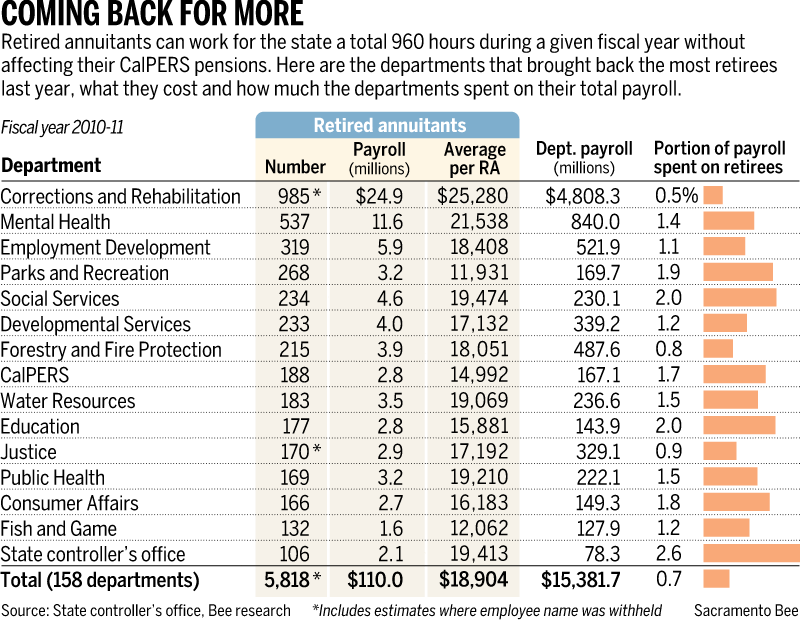 COMING BACK FOR MORE
Retired annuitants can work for the state a total 960 hours during a given fiscal year without
affecting their CalPERS pensions. Here are the departments that brought back the most retirees
last year, what they cost and how much the departments spent on their total payroll.
Fiscal year 2010-11
Retired annuitants
Department Number Payroll (millions) Average per RA Dept. payroll (millions) Portion of payroll spent on retirees
Corrections and Rehabilitation 985* $24.9 $25,280 $4,808.3 0.5%
Mental Health 537 11.6 21,538 840.0 1.4
Employment Development 319 5.9 18,408 521.9 1.1
Parks and Recreation 268 3.2 11,931 169.7 1.9
Social Services 234 4.6 19,474 230.1 2.0
Developmental Services 233 4.0 17,132 339.2 1.2
Forestry and Fire Protection 215 3.9 18,051 487.6 0.8
CalPERS 188 2.8 14,992 167.1 1.7
Water Resources 183 3.5 19,069 236.6 1.5
Education 177 2.8 15,881 143.9 2.0
Justice 170* 2.9 17,192 329.1 0.9
Public Health 169 3.2 19,210 222.1 1.5
Consumer Affairs 166 2.7 16,183 149.3 1.8
Fish and Game 132 1.6 12,062 127.9 1.2
State controller's office 106 2.1 19,413 78.3 2.6
Total (158 departments) 5,818* $110.0 $18,904 $15,381.7 0.7
Source: State controller's office, Bee research *Includes estimates where employee name was withheld Sacramento Bee